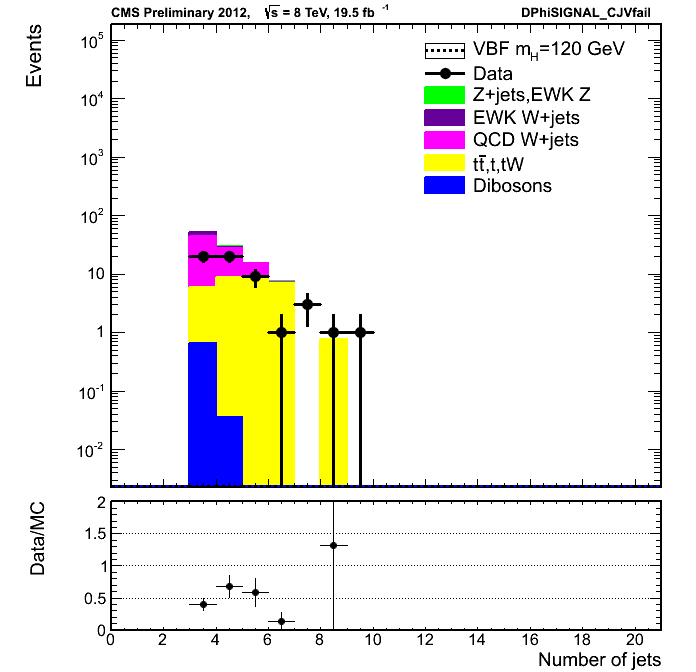 CMS Preliminary 2012, √s = 8 TeV, 19.5 fb⁻¹ DPhiSIGNAL_CJVfail
Events
10⁵
10⁴
10³
10²
10
1
10⁻¹
10⁻²
VBF m_H=120 GeV
Data
Z+jets,EWK Z
EWK W+jets
QCD W+jets
tt̄,t,tW
Dibosons
Data/MC
2
1.5
1
0.5
0
0 2 4 6 8 10 12 14 16 18 20
Number of jets